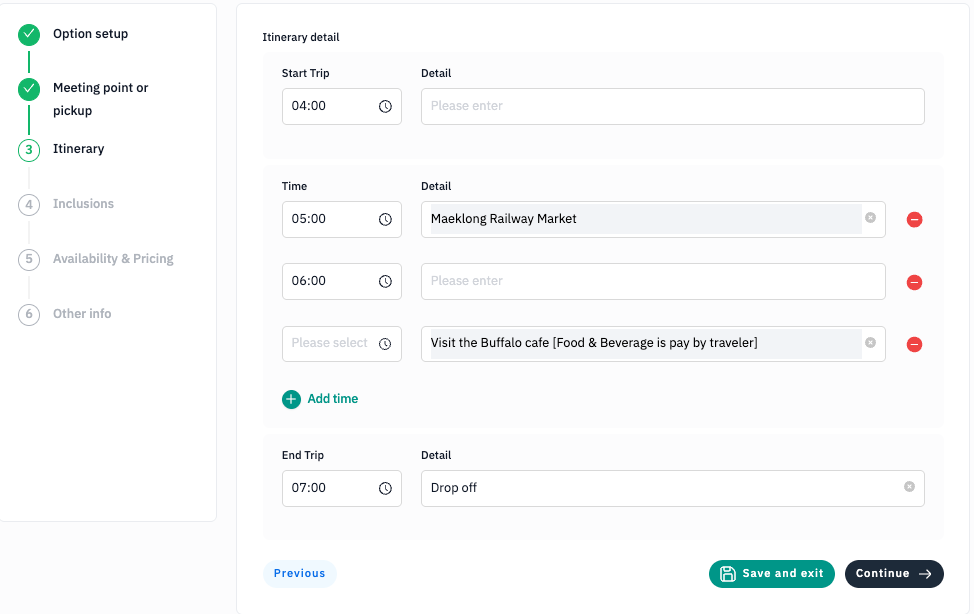 Option setup
Meeting point or
pickup
3 Itinerary
4 Inclusions
5 Availability & Pricing
6 Other info
Itinerary detail
Start Trip Detail
04:00 Please enter
Time Detail
05:00 Maeklong Railway Market
06:00 Please enter
Please select Visit the Buffalo cafe [Food & Beverage is pay by traveler]
Add time
End Trip Detail
07:00 Drop off
Previous Save and exit Continue